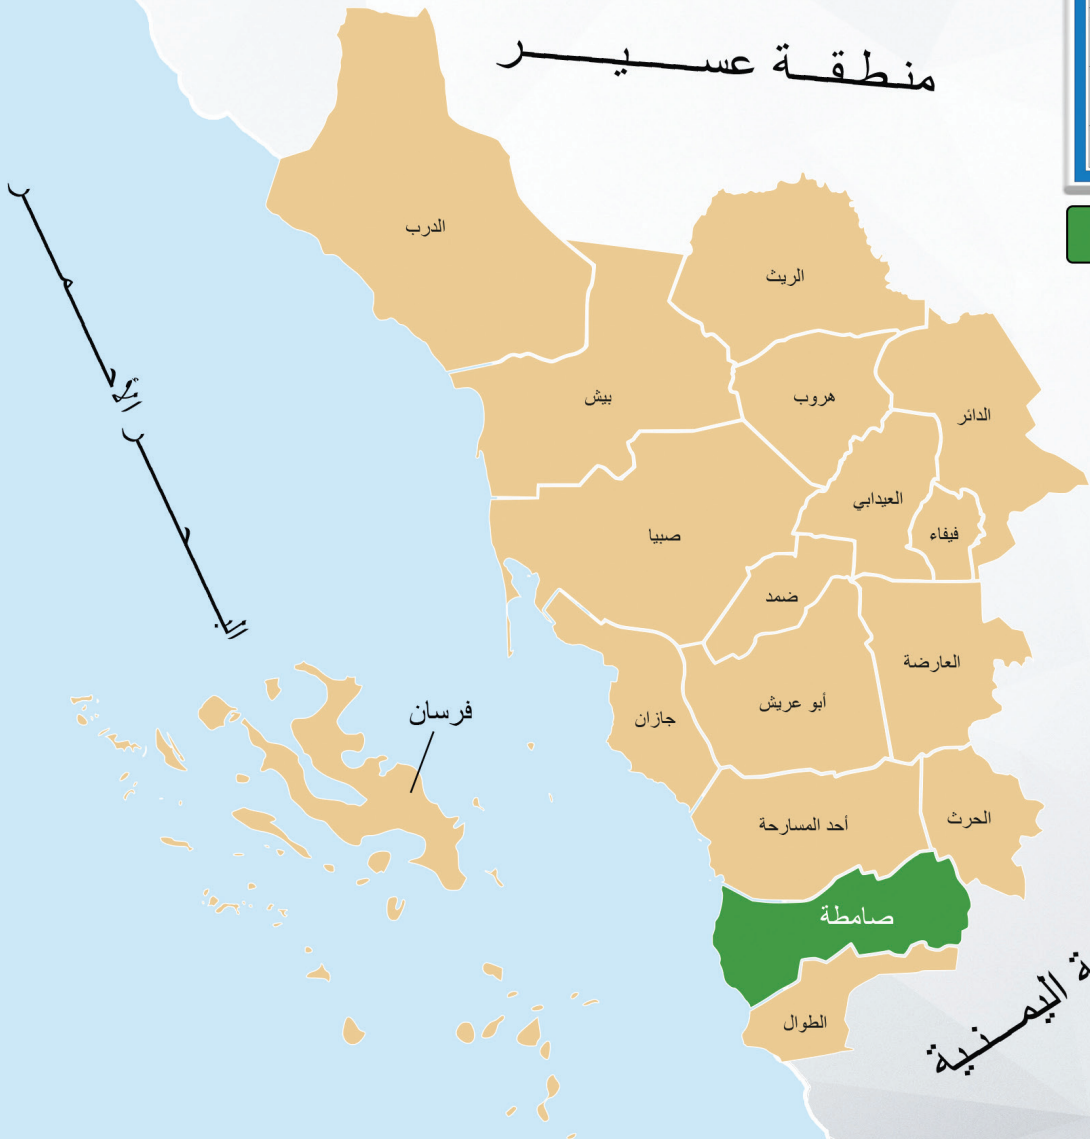 منطقة عسير
الدرب
الريث
بيش
هروب
الدائر
العيدابي
فيفاء
صبيا
ضمد
العارضة
أبو عريش
جازان
فرسان
أحد المسارحة
الحرث
صامطة
الطوال
البحر الأحمر
ة اليمنية